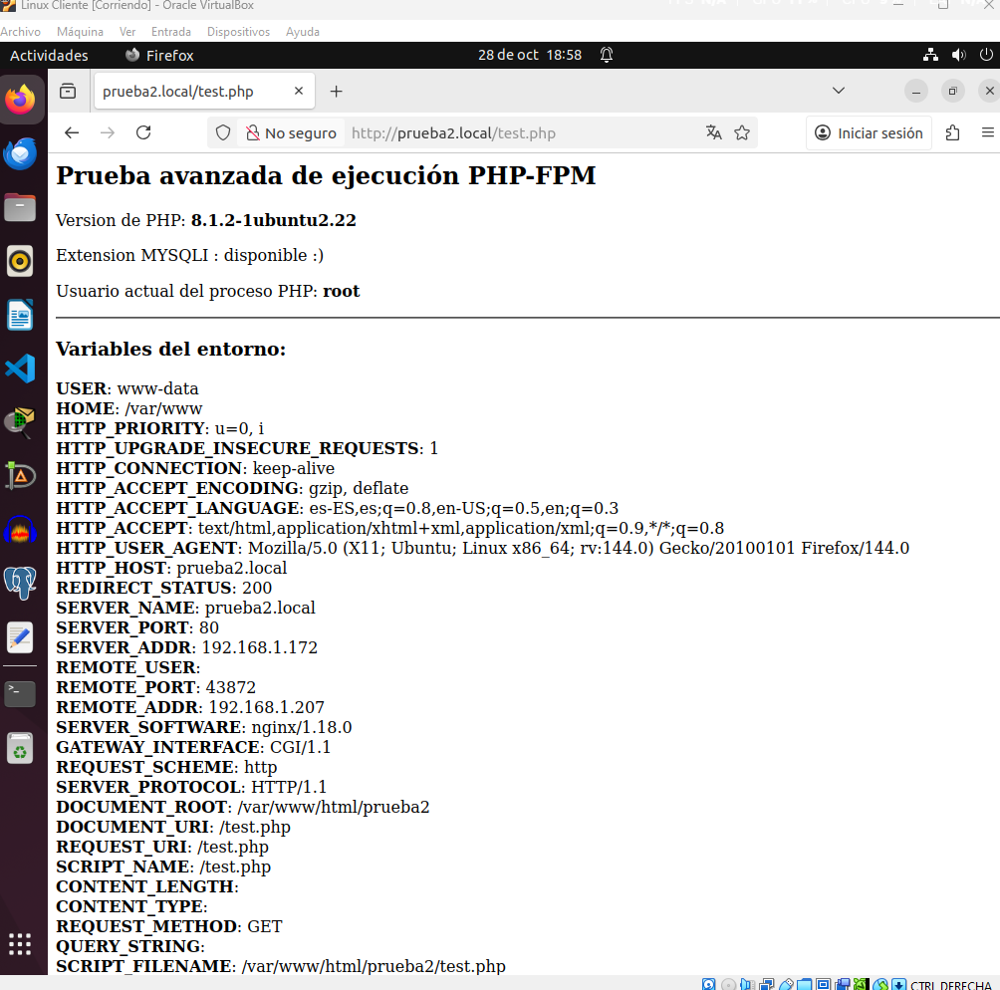 Linux Cliente [Corriendo] - Oracle VirtualBox
Archivo Máquina Ver Entrada Dispositivos Ayuda
Actividades Firefox 28 de oct 18:58
prueba2.local/test.php
No seguro http://prueba2.local/test.php Iniciar sesión
Prueba avanzada de ejecución PHP-FPM
Version de PHP: 8.1.2-1ubuntu2.22
Extension MYSQLI : disponible :)
Usuario actual del proceso PHP: root
Variables del entorno:
USER: www-data
HOME: /var/www
HTTP_PRIORITY: u=0, i
HTTP_UPGRADE_INSECURE_REQUESTS: 1
HTTP_CONNECTION: keep-alive
HTTP_ACCEPT_ENCODING: gzip, deflate
HTTP_ACCEPT_LANGUAGE: es-ES,es;q=0.8,en-US;q=0.5,en;q=0.3
HTTP_ACCEPT: text/html,application/xhtml+xml,application/xml;q=0.9,*/*;q=0.8
HTTP_USER_AGENT: Mozilla/5.0 (X11; Ubuntu; Linux x86_64; rv:144.0) Gecko/20100101 Firefox/144.0
HTTP_HOST: prueba2.local
REDIRECT_STATUS: 200
SERVER_NAME: prueba2.local
SERVER_PORT: 80
SERVER_ADDR: 192.168.1.172
REMOTE_USER:
REMOTE_PORT: 43872
REMOTE_ADDR: 192.168.1.207
SERVER_SOFTWARE: nginx/1.18.0
GATEWAY_INTERFACE: CGI/1.1
REQUEST_SCHEME: http
SERVER_PROTOCOL: HTTP/1.1
DOCUMENT_ROOT: /var/www/html/prueba2
DOCUMENT_URI: /test.php
REQUEST_URI: /test.php
SCRIPT_NAME: /test.php
CONTENT_LENGTH:
CONTENT_TYPE:
REQUEST_METHOD: GET
QUERY_STRING:
SCRIPT_FILENAME: /var/www/html/prueba2/test.php
CTRL DERECHA